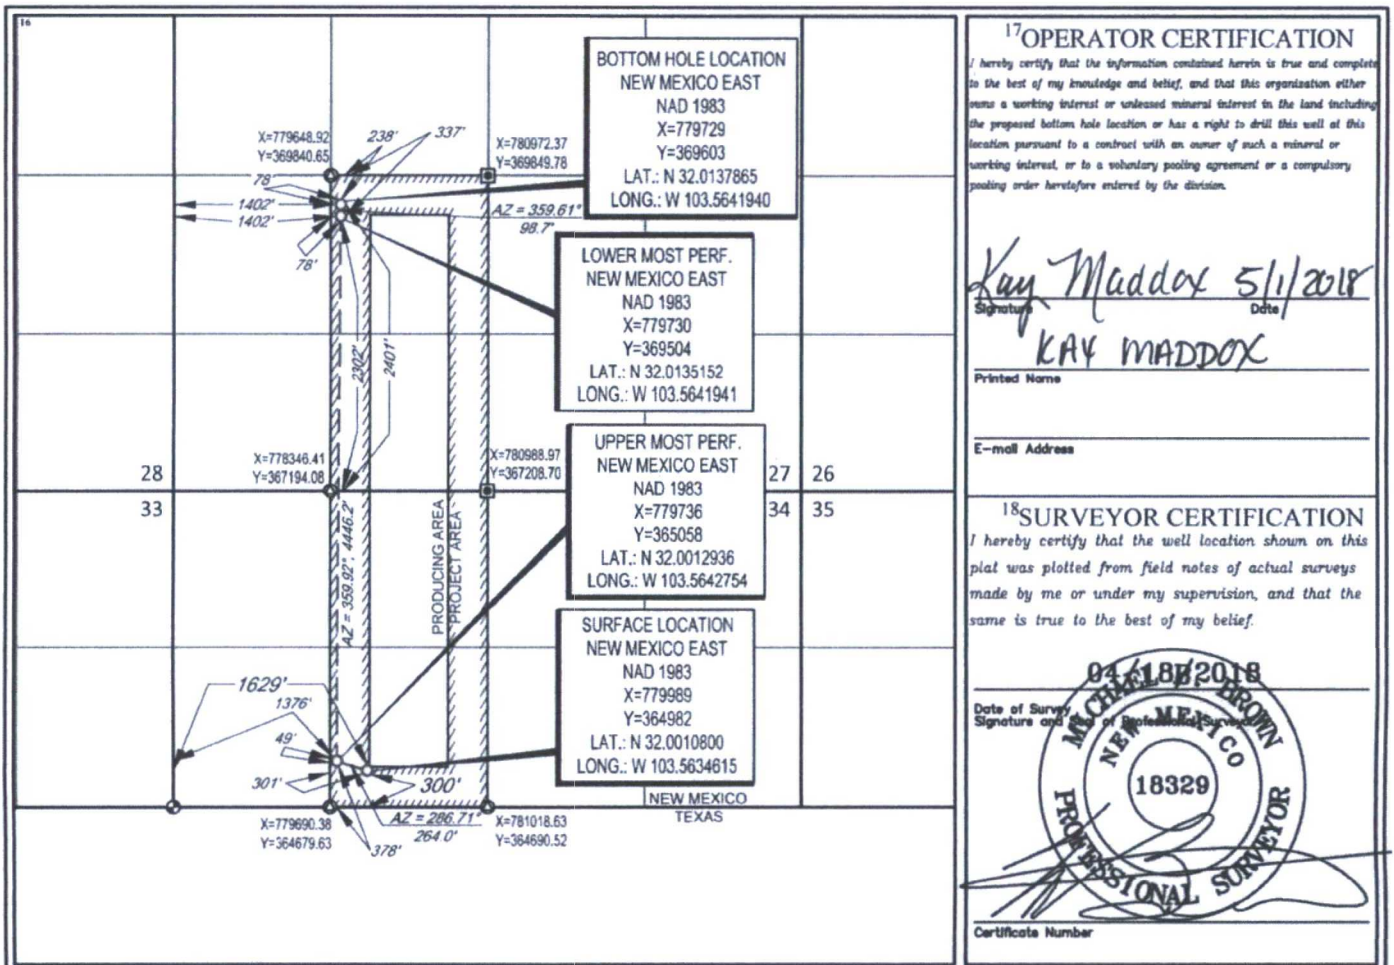 16
BOTTOM HOLE LOCATION
NEW MEXICO EAST
NAD 1983
X=779729
Y=369603
LAT.: N 32.0137865
LONG.: W 103.5641940
X=779648.92
Y=369840.65
238'
337'
X=780972.37
Y=369849.78
78'
1402'
1402'
78'
AZ = 359.61°
98.7'
LOWER MOST PERF.
NEW MEXICO EAST
NAD 1983
X=779730
Y=369504
LAT.: N 32.0135152
LONG.: W 103.5641941
2302'
2401'
UPPER MOST PERF.
NEW MEXICO EAST
NAD 1983
X=779736
Y=365058
LAT.: N 32.0012936
LONG.: W 103.5642754
X=778346.41
Y=367194.08
X=780988.97
Y=367208.70
28
33
27
26
34
35
AZ = 359.92°, 4446.2'
PRODUCING AREA
PROJECT AREA
SURFACE LOCATION
NEW MEXICO EAST
NAD 1983
X=779989
Y=364982
LAT.: N 32.0010800
LONG.: W 103.5634615
1629'
1376'
49'
301'
300'
NEW MEXICO
TEXAS
X=779690.38
Y=364679.63
378'
AZ = 286.71°
264.0'
X=781018.63
Y=364690.52
17 OPERATOR CERTIFICATION
I hereby certify that the information contained herein is true and complete
to the best of my knowledge and belief, and that this organization either
owns a working interest or unleased mineral interest in the land including
the proposed bottom hole location or has a right to drill this well at this
location pursuant to a contract with an owner of such a mineral or
working interest, or to a voluntary pooling agreement or a compulsory
pooling order heretofore entered by the division.
Kay Maddox 5/1/2018
Signature Date
KAY MADDOX
Printed Name
E-mail Address
18 SURVEYOR CERTIFICATION
I hereby certify that the well location shown on this
plat was plotted from field notes of actual surveys
made by me or under my supervision, and that the
same is true to the best of my belief.
04/18/2018
Date of Survey
Signature and Seal of Professional Surveyor
MICHAEL B. BROWN
NEW MEXICO
18329
PROFESSIONAL SURVEYOR
Certificate Number